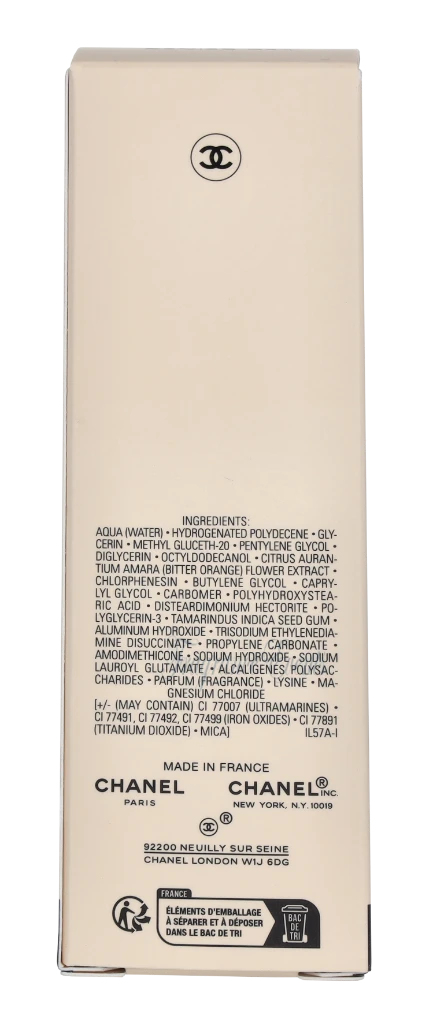 INGREDIENTS:
AQUA (WATER) • HYDROGENATED POLYDECENE • GLY-
CERIN • METHYL GLUCETH-20 • PENTYLENE GLYCOL •
DIGLYCERIN • OCTYLDODECANOL • CITRUS AURAN-
TIUM AMARA (BITTER ORANGE) FLOWER EXTRACT •
CHLORPHENESIN • BUTYLENE GLYCOL • CAPRY-
LYL GLYCOL • CARBOMER • POLYHYDROXYSTEA-
RIC ACID • DISTEARDIMONIUM HECTORITE • PO-
LYGLYCERIN-3 • TAMARINDUS INDICA SEED GUM •
ALUMINUM HYDROXIDE • TRISODIUM ETHYLENEDIA-
MINE DISUCCINATE • PROPYLENE CARBONATE •
AMODIMETHICONE • SODIUM HYDROXIDE • SODIUM
LAUROYL GLUTAMATE • ALCALIGENES POLYSAC-
CHARIDES • PARFUM (FRAGRANCE) • LYSINE • MA-
GNESIUM CHLORIDE
[+/- (MAY CONTAIN) CI 77007 (ULTRAMARINES) •
CI 77491, CI 77492, CI 77499 (IRON OXIDES) • CI 77891
(TITANIUM DIOXIDE) • MICA] IL57A-I
MADE IN FRANCE
CHANEL CHANEL® INC.
PARIS NEW YORK, N.Y. 10019
®
92200 NEUILLY SUR SEINE
CHANEL LONDON W1J 6DG
FRANCE
ÉLÉMENTS D'EMBALLAGE
À SÉPARER ET À DÉPOSER
DANS LE BAC DE TRI
BAC
DE
TRI